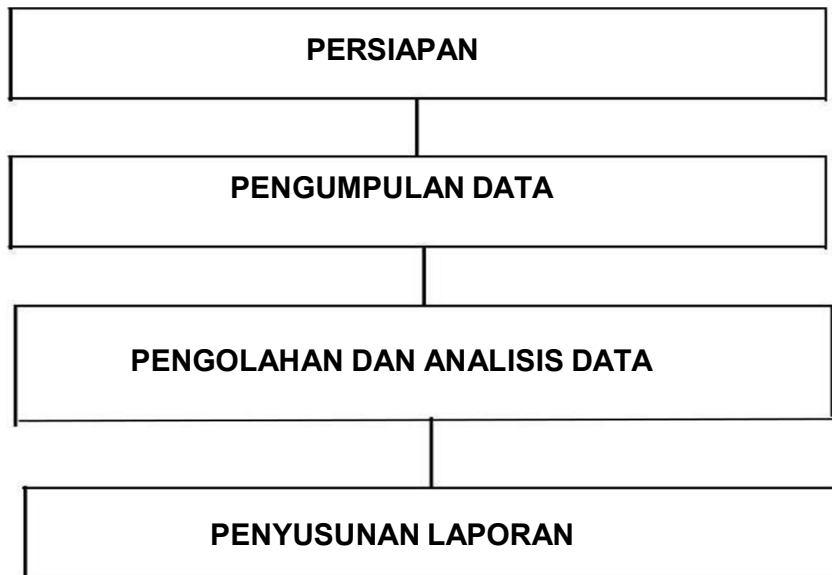 PERSIAPAN
PENGUMPULAN DATA
PENGOLAHAN DAN ANALISIS DATA
PENYUSUNAN LAPORAN